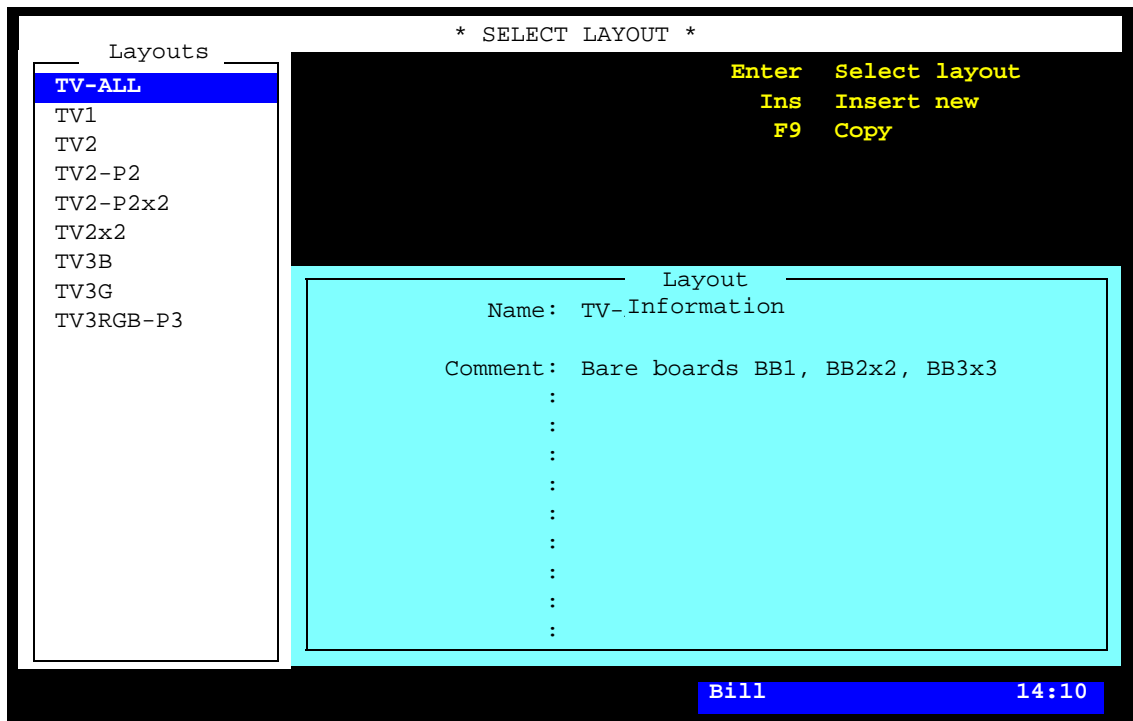 * SELECT LAYOUT *
Layouts
TV-ALL
TV1
TV2
TV2-P2
TV2-P2x2
TV2x2
TV3B
TV3G
TV3RGB-P3
Enter Select layout
Ins Insert new
F9 Copy
Layout
Information
Name: TV-
Comment: Bare boards BB1, BB2x2, BB3x3
:
:
:
:
:
:
:
:
:
Bill 14:10